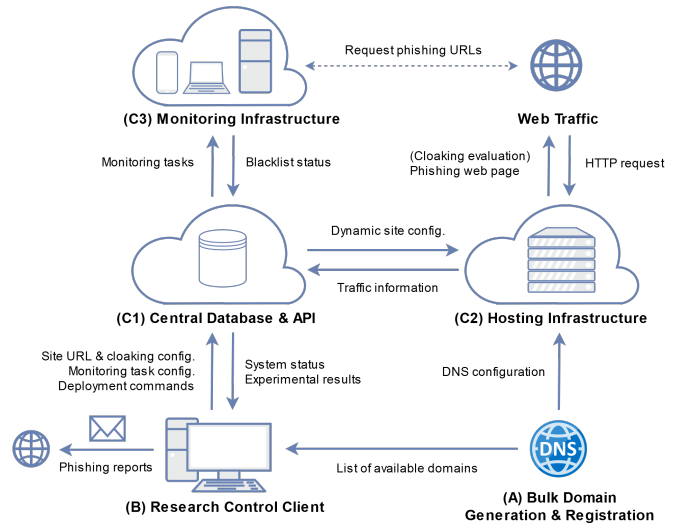 Request phishing URLs
(C3) Monitoring Infrastructure
Web Traffic
Monitoring tasks
Blacklist status
(Cloaking evaluation)
Phishing web page
HTTP request
Dynamic site config.
Traffic information
(C1) Central Database & API
(C2) Hosting Infrastructure
Site URL & cloaking config.
Monitoring task config.
Deployment commands
System status
Experimental results
DNS configuration
DNS
Phishing reports
List of available domains
(B) Research Control Client
(A) Bulk Domain
Generation & Registration